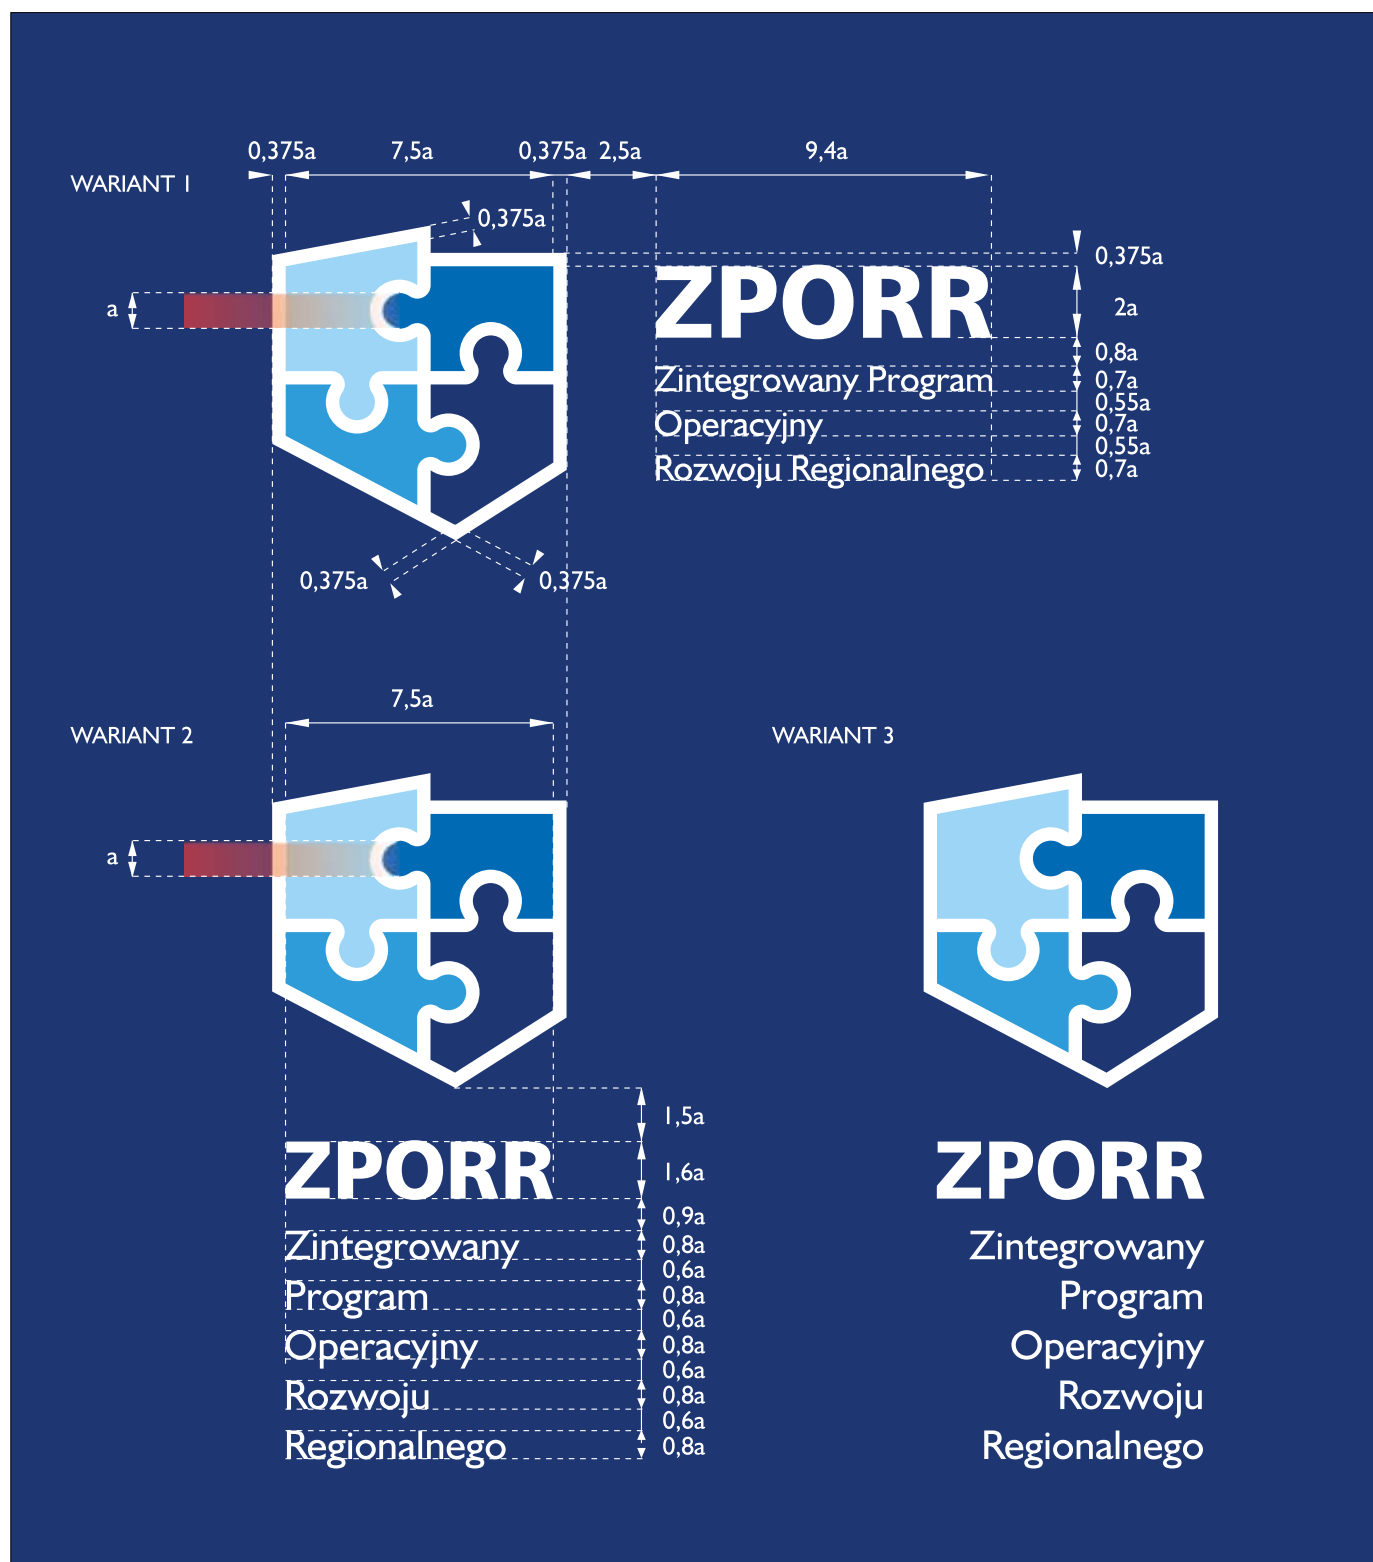 0,375a 7,5a 0,375a 2,5a 9,4a
WARIANT 1
0,375a
0,375a
a
ZPORR
2a
0,8a
Zintegrowany Program
0,7a
0,55a
Operacyjny
0,7a
0,55a
Rozwoju Regionalnego
0,7a
0,375a 0,375a
7,5a
WARIANT 2
WARIANT 3
a
1,5a
ZPORR
1,6a
0,9a
Zintegrowany
0,8a
0,6a
Program
0,8a
0,6a
Operacyjny
0,8a
0,6a
Rozwoju
0,8a
0,6a
Regionalnego
0,8a
ZPORR
Zintegrowany
Program
Operacyjny
Rozwoju
Regionalnego